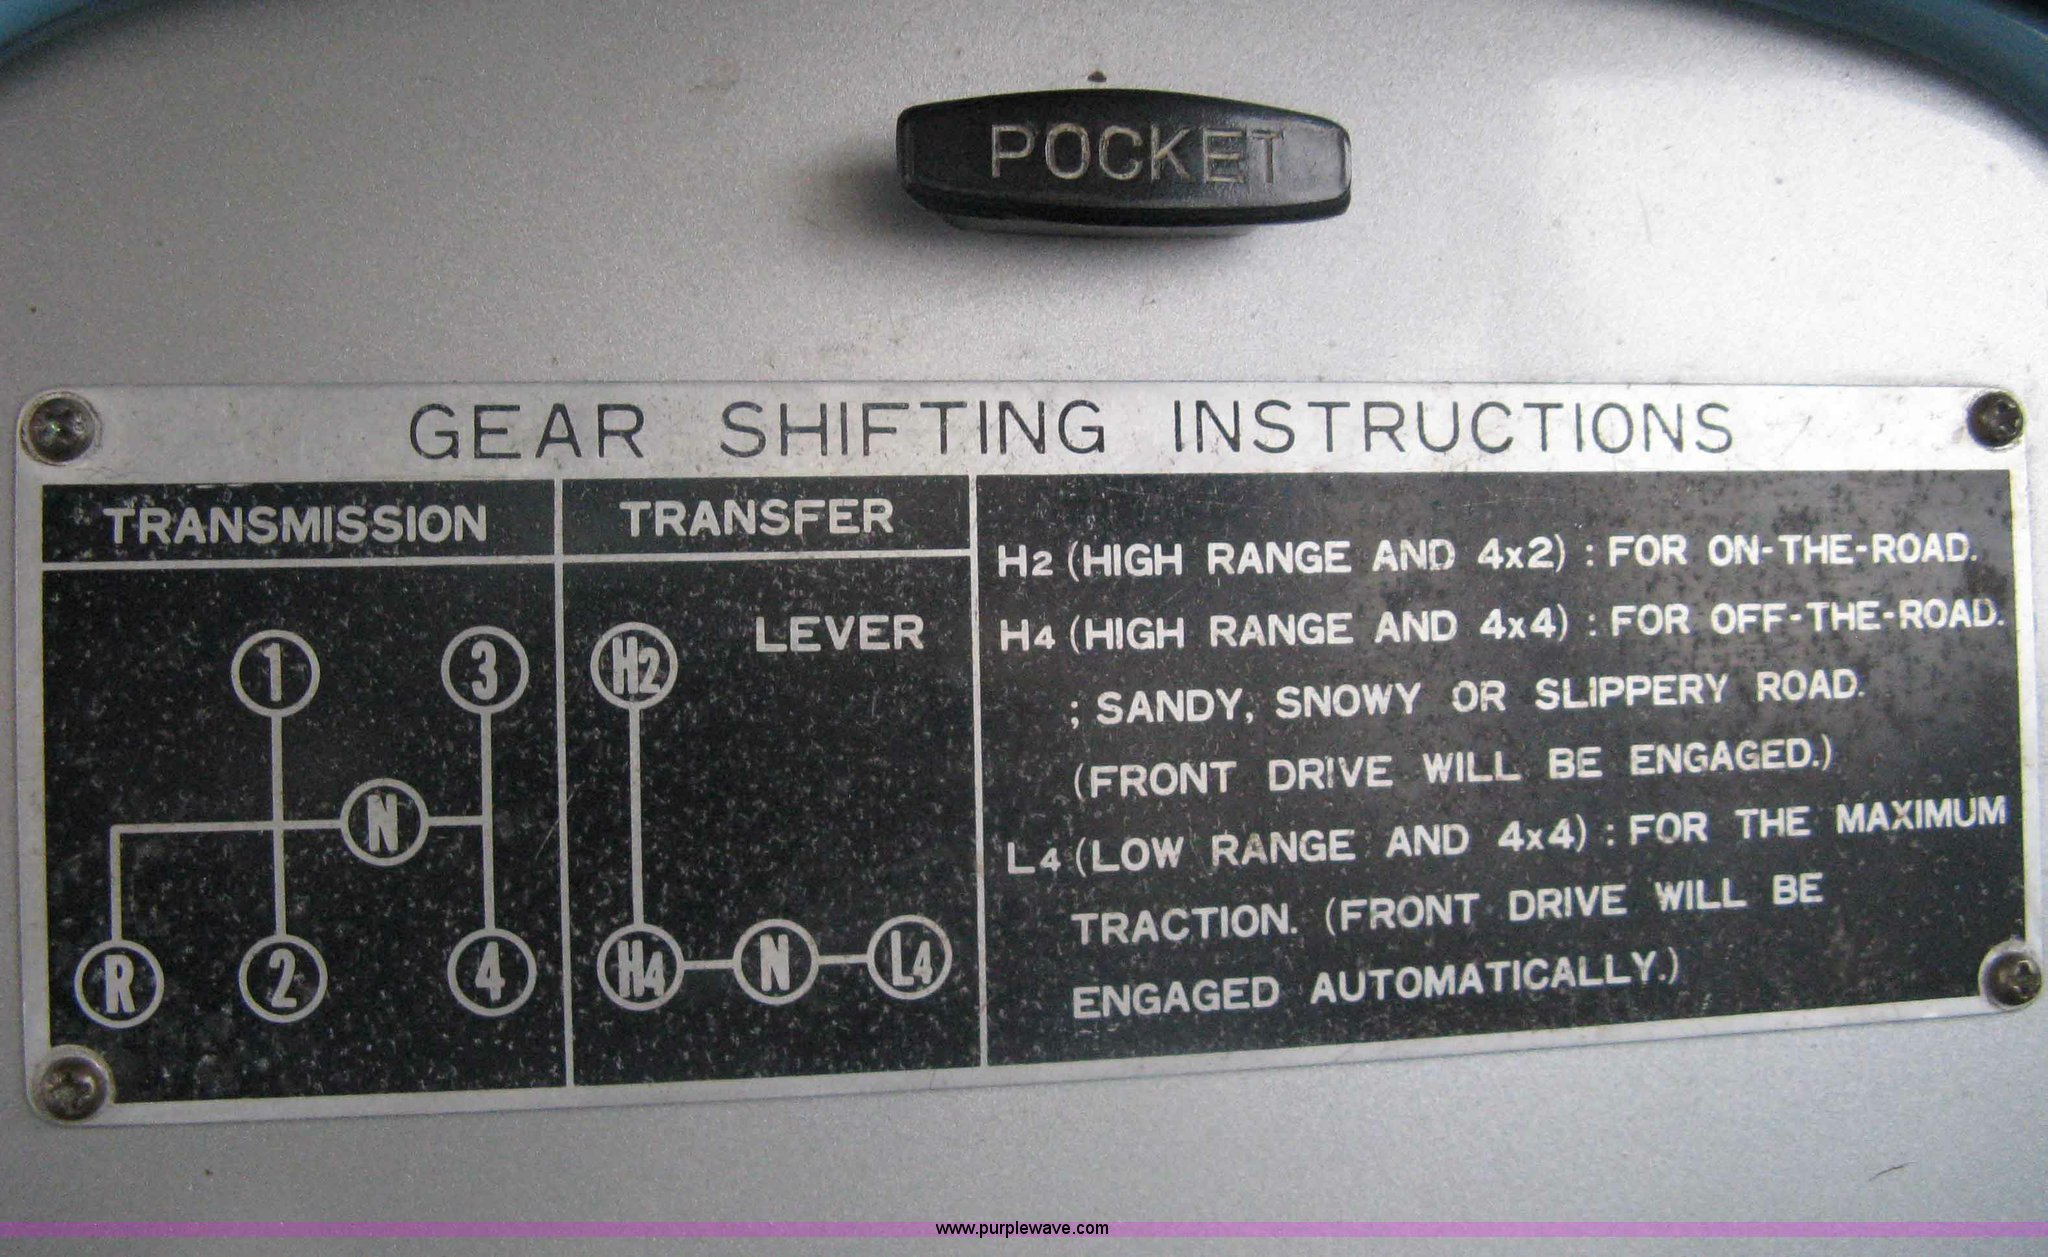 POCKET
GEAR SHIFTING INSTRUCTIONS
TRANSMISSION
1 3
N
R 2 4
TRANSFER
LEVER
H2
H4 N L4
H2 (HIGH RANGE AND 4x2) : FOR ON-THE-ROAD.
H4 (HIGH RANGE AND 4x4) : FOR OFF-THE-ROAD.
; SANDY, SNOWY OR SLIPPERY ROAD.
(FRONT DRIVE WILL BE ENGAGED.)
L4 (LOW RANGE AND 4x4) : FOR THE MAXIMUM
TRACTION. (FRONT DRIVE WILL BE
ENGAGED AUTOMATICALLY.)
www.purplewave.com